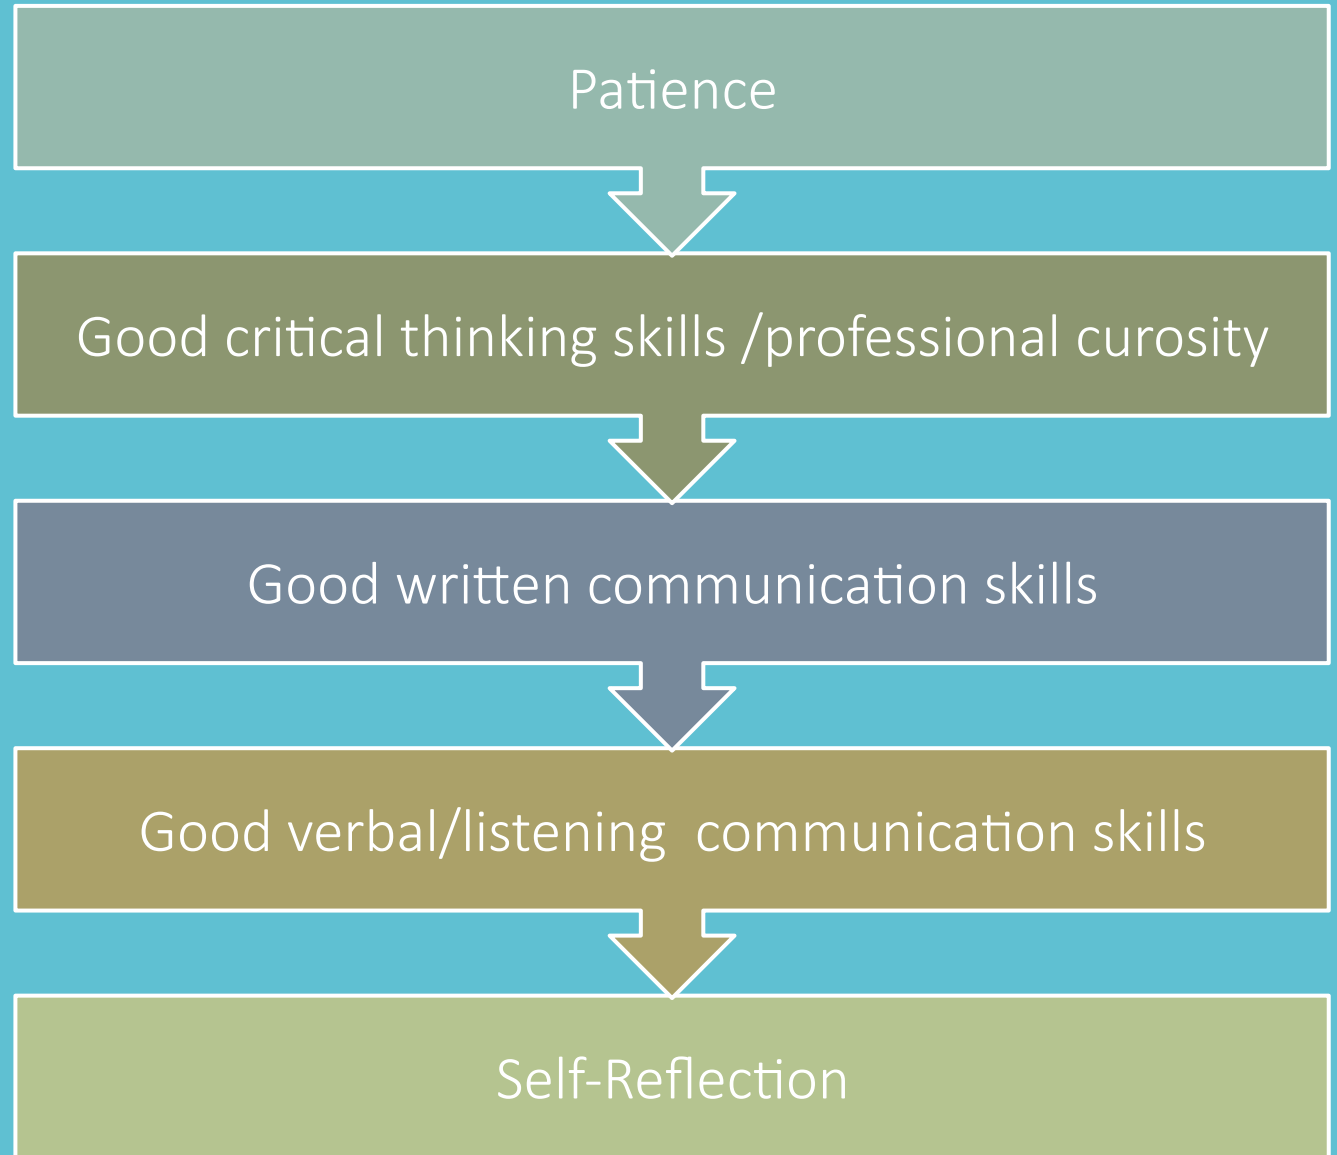 Patience
Good critical thinking skills /professional curosity
Good written communication skills
Good verbal/listening  communication skills
Self-Reflection